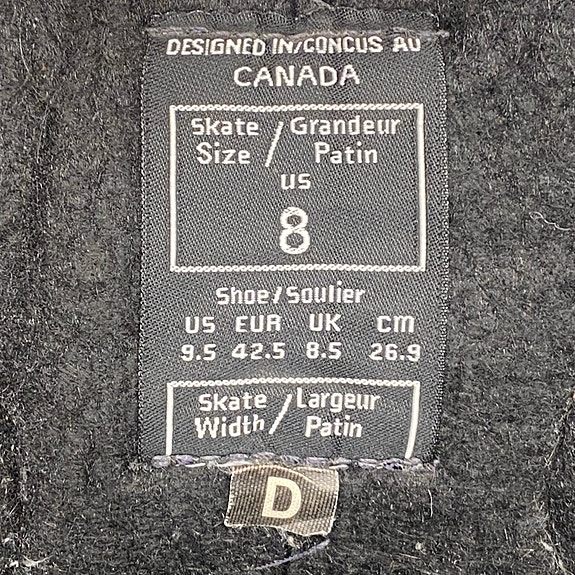 DESIGNED IN/CONCUS AU
CANADA
Skate / Grandeur
Size / Patin
US
8
Shoe/Soulier
US EUR UK CM
9.5 42.5 8.5 26.9
Skate / Largeur
Width / Patin
D